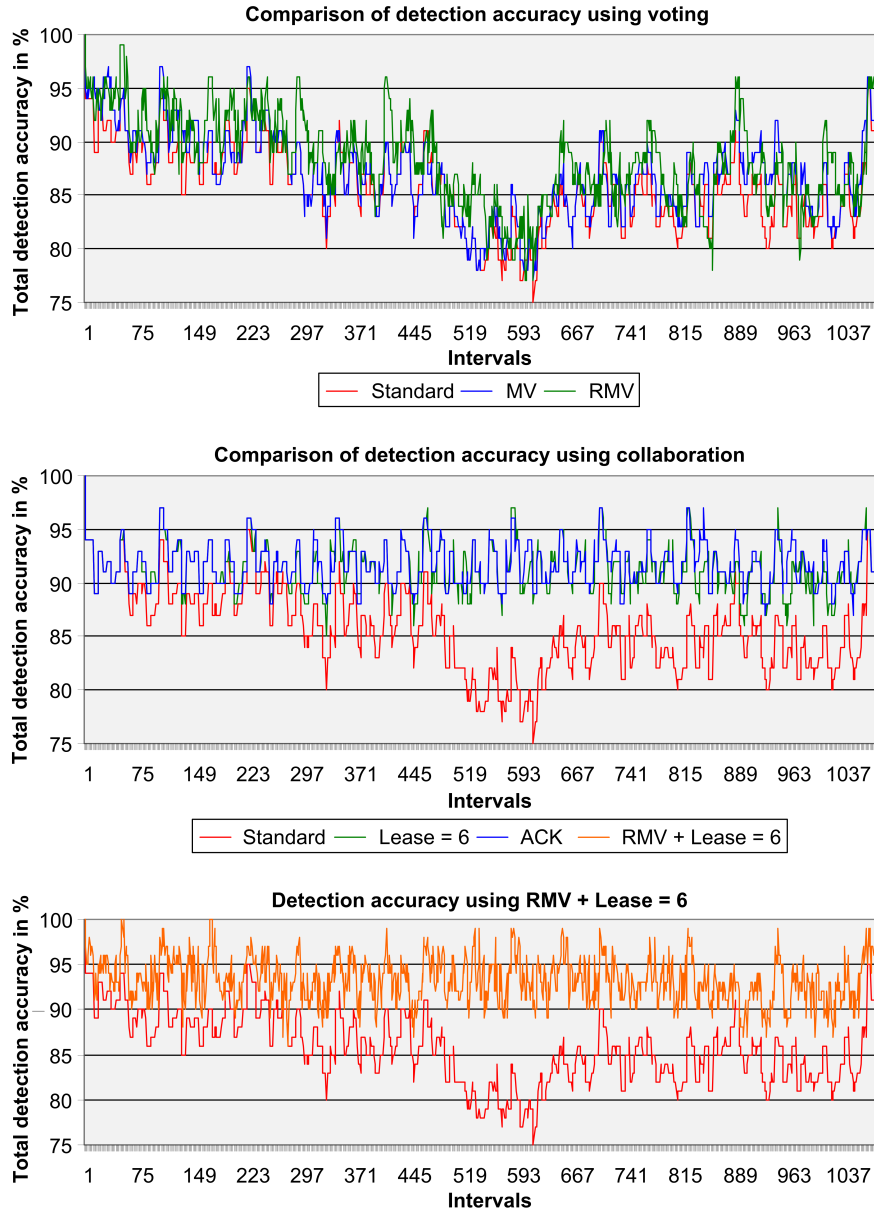 Comparison of detection accuracy using voting
Total detection accuracy in %
100
95
90
85
80
75
1 75 149 223 297 371 445 519 593 667 741 815 889 963 1037
Intervals
Standard MV RMV
Comparison of detection accuracy using collaboration
Total detection accuracy in %
100
95
90
85
80
75
1 75 149 223 297 371 445 519 593 667 741 815 889 963 1037
Intervals
Standard Lease = 6 ACK RMV + Lease = 6
Detection accuracy using RMV + Lease = 6
Total detection accuracy in %
100
95
90
85
80
75
1 75 149 223 297 371 445 519 593 667 741 815 889 963 1037
Intervals